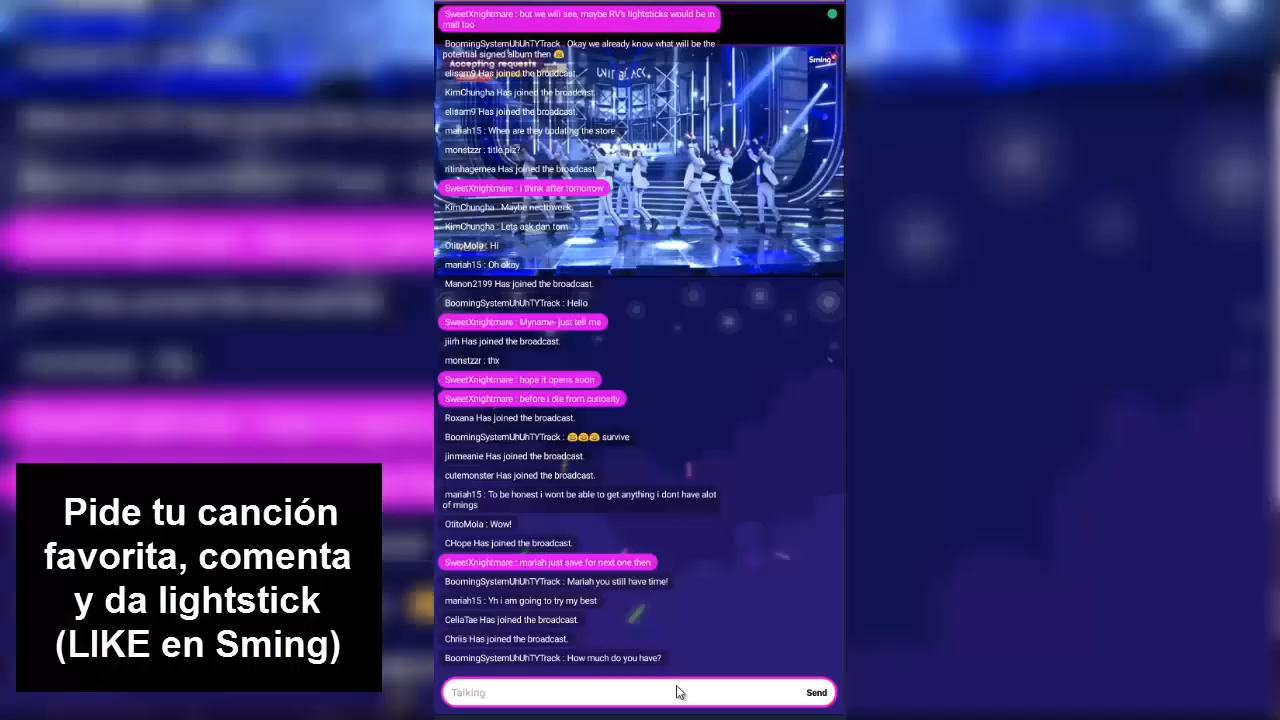 SweetXnightmare : but we will see, maybe RV's lightsticks would be in
mall too
BoomingSystemUhUhTYTrack : Okay we already know what will be the
potential signed album then
Accepting requests
Sming
elisam9 Has joined the broadcast.
KimChungha Has joined the broadcast.
elisam9 Has joined the broadcast.
mariah15 : When are they updating the store
monstzzr : title plz?
ritinhagemea Has joined the broadcast.
SweetXnightmare : i think after tomorrow
KimChungha : Maybe nectoweek.
KimChungha : Lets ask dan tom
OtitoMola : Hi
mariah15 : Oh okay
Manon2199 Has joined the broadcast.
BoomingSystemUhUhTYTrack : Hello
SweetXnightmare : Myname- just tell me
jiirh Has joined the broadcast.
monstzzr : thx
SweetXnightmare : hope it opens soon
SweetXnightmare : before i die from curiosity
Roxana Has joined the broadcast.
BoomingSystemUhUhTYTrack : survive
jinmeanie Has joined the broadcast.
cutemonster Has joined the broadcast.
mariah15 : To be honest i wont be able to get anything i dont have alot
of mings
OtitoMola : Wow!
CHope Has joined the broadcast.
SweetXnightmare : mariah just save for next one then
BoomingSystemUhUhTYTrack : Mariah you still have time!
mariah15 : Yh i am going to try my best
CeliaTae Has joined the broadcast.
Chriis Has joined the broadcast.
BoomingSystemUhUhTYTrack : How much do you have?
Talking
Send
Pide tu canción
favorita, comenta
y da lightstick
(LIKE en Sming)